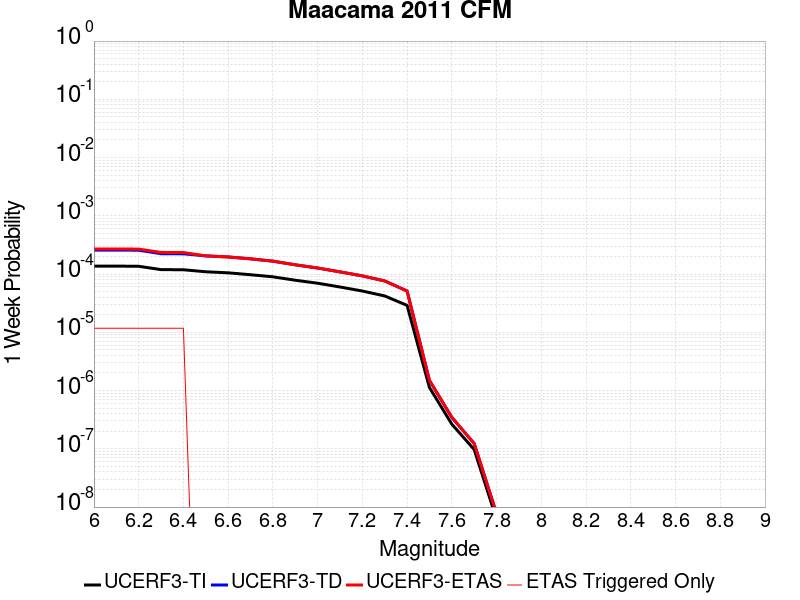 Maacama 2011 CFM
10^0
10^-1
10^-2
10^-3
10^-4
10^-5
10^-6
10^-7
10^-8
1 Week Probability
6 6.2 6.4 6.6 6.8 7 7.2 7.4 7.6 7.8 8 8.2 8.4 8.6 8.8 9
Magnitude
UCERF3-TI UCERF3-TD UCERF3-ETAS ETAS Triggered Only